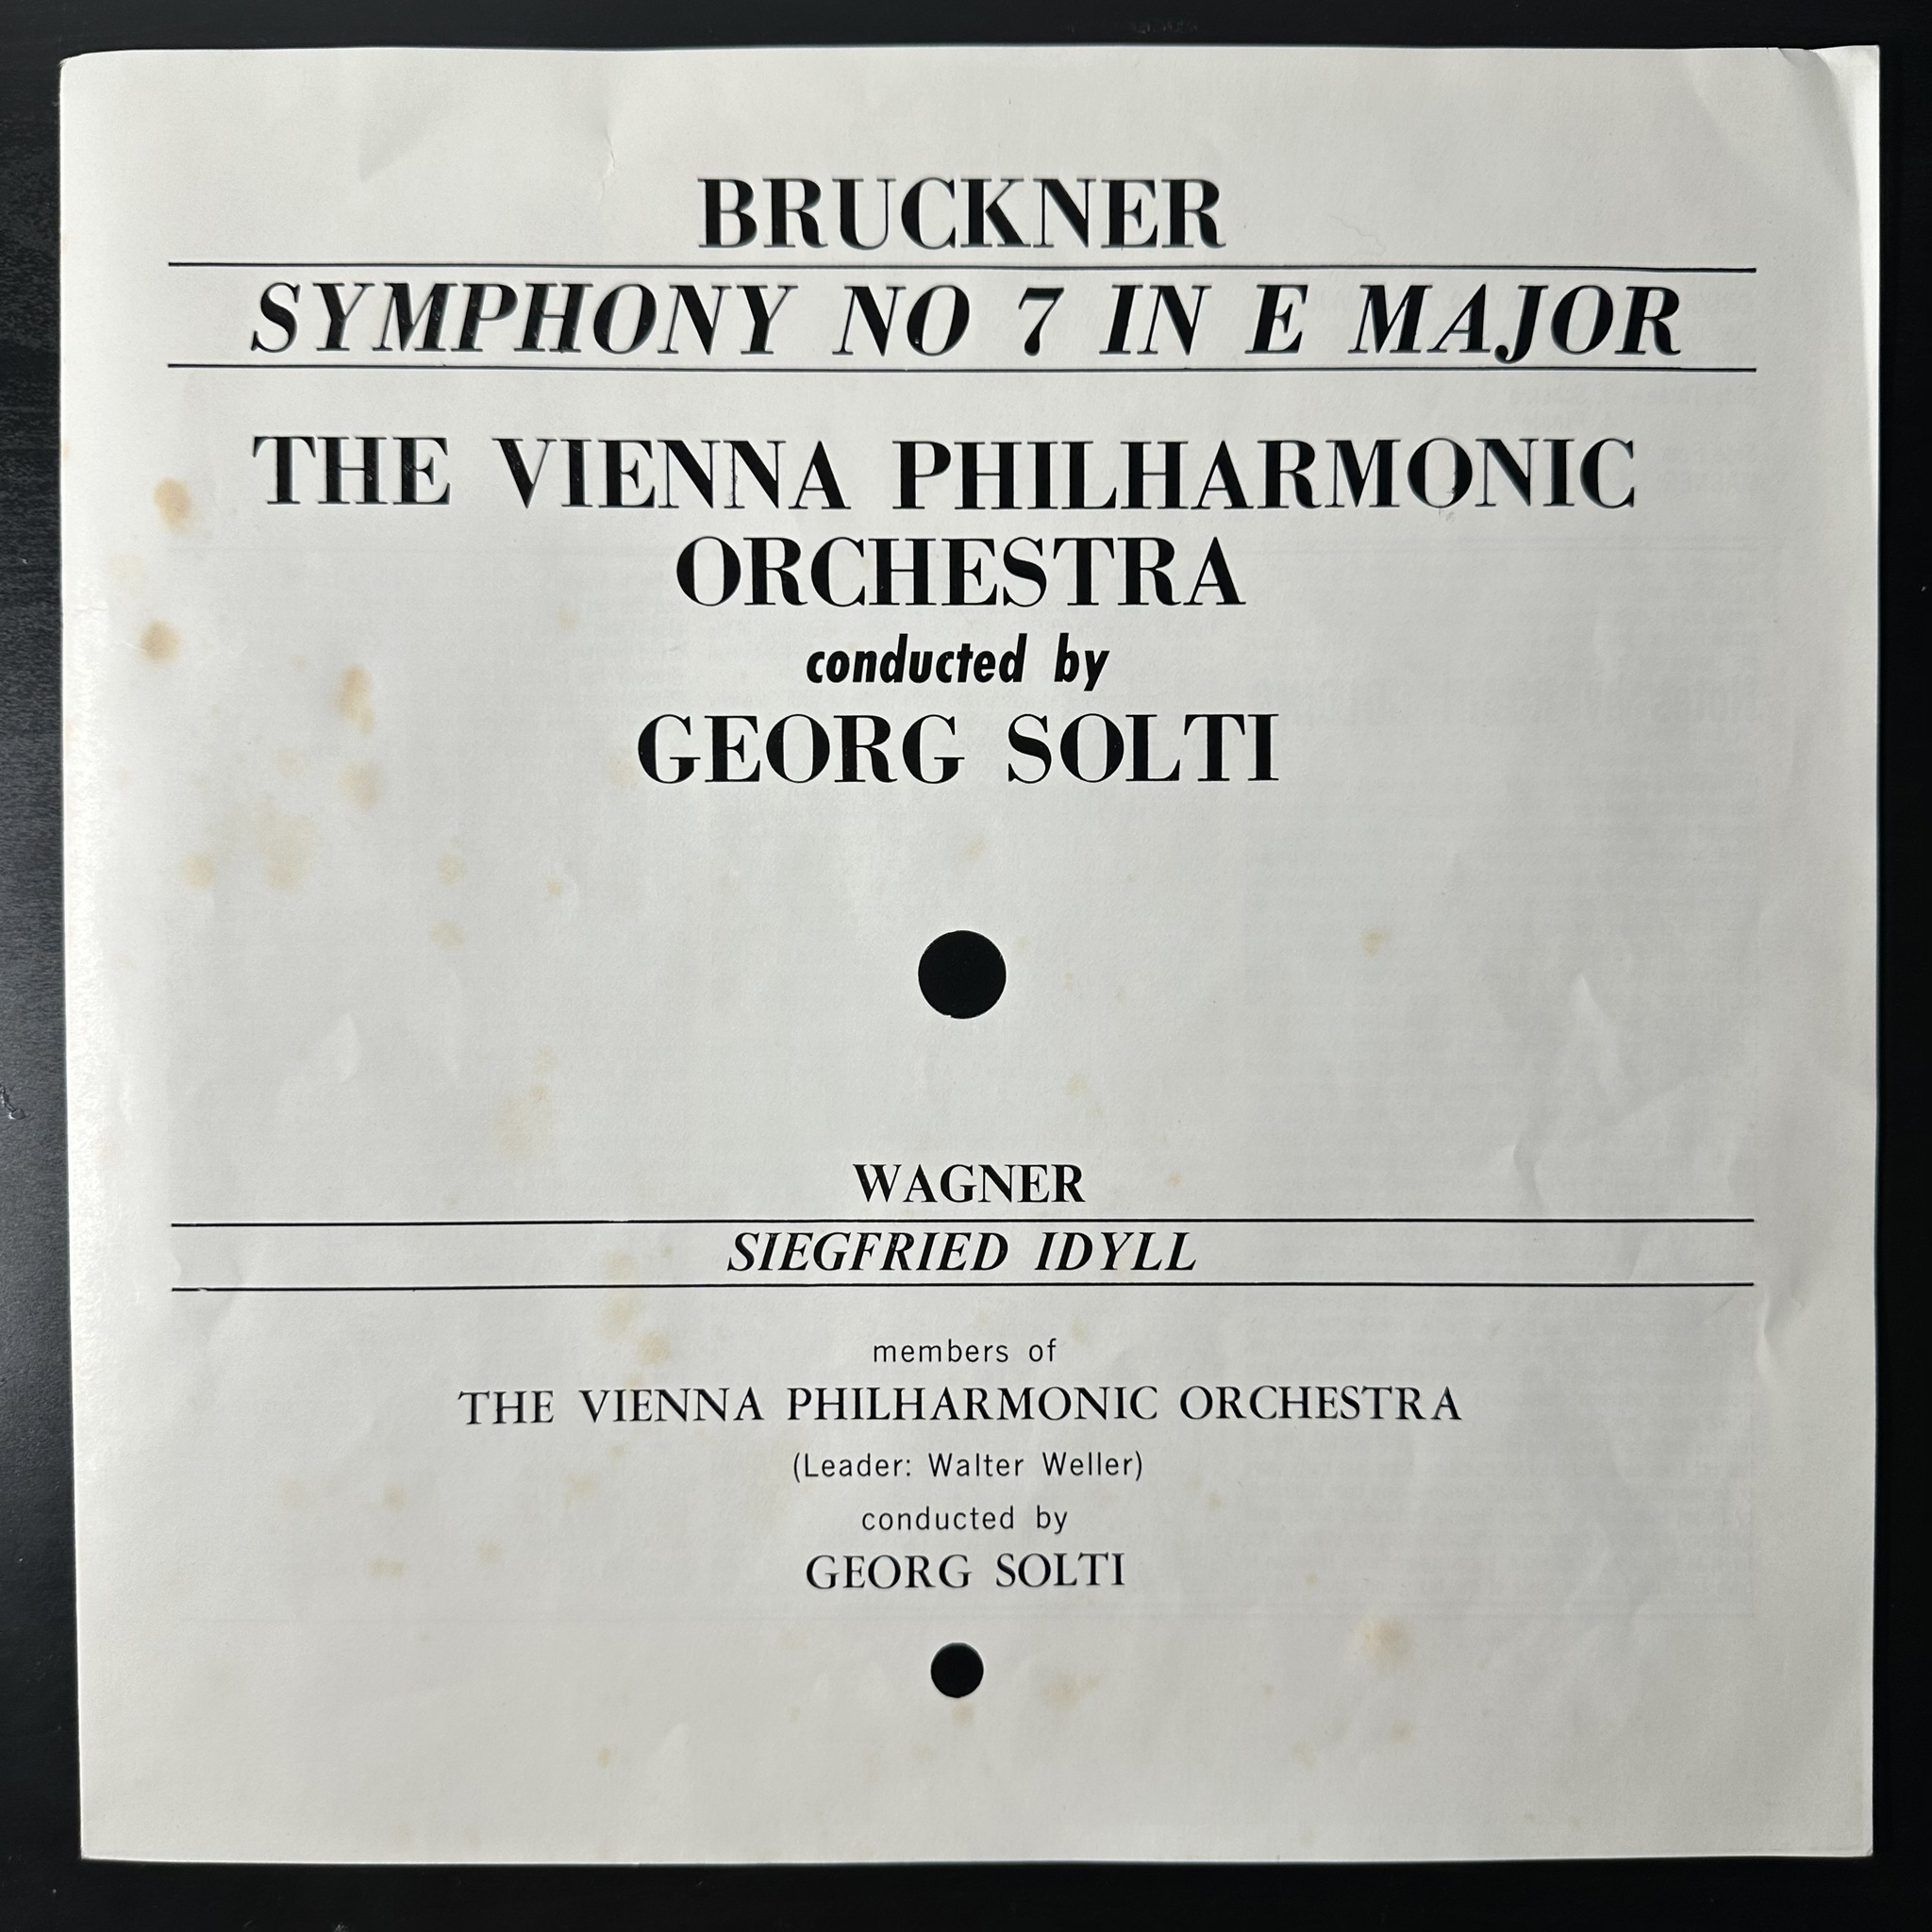 BRUCKNER
SYMPHONY NO 7 IN E MAJOR
THE VIENNA PHILHARMONIC
ORCHESTRA
conducted by
GEORG SOLTI
WAGNER
SIEGFRIED IDYLL
members of
THE VIENNA PHILHARMONIC ORCHESTRA
(Leader: Walter Weller)
conducted by
GEORG SOLTI